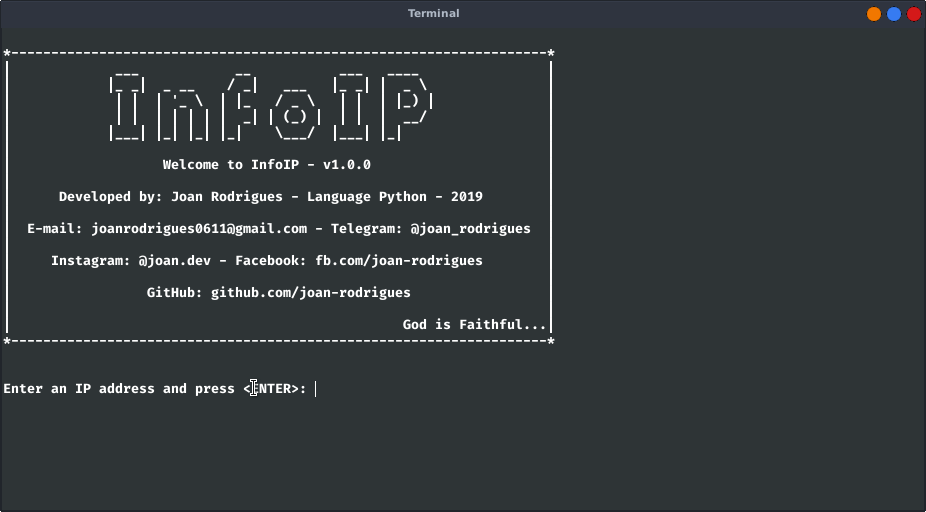 Terminal
InfoIP
Welcome to InfoIP - v1.0.0
Developed by: Joan Rodrigues - Language Python - 2019
E-mail: joanrodrigues0611@gmail.com - Telegram: @joan_rodrigues
Instagram: @joan.dev - Facebook: fb.com/joan-rodrigues
GitHub: github.com/joan-rodrigues
God is Faithful...
Enter an IP address and press <ENTER>: